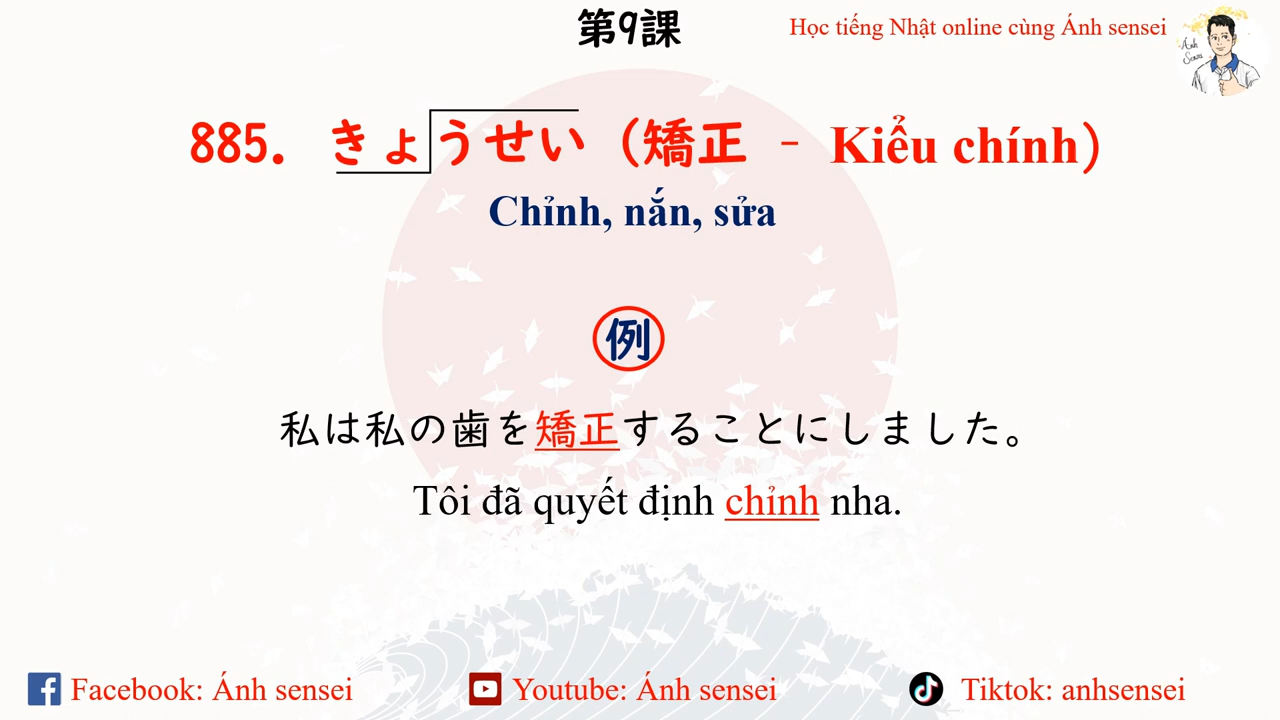 第9課
Học tiếng Nhật online cùng Ánh sensei
Ánh
Sensei
885. きょうせい (矯正 - Kiểu chính)
Chỉnh, nắn, sửa
例
私は私の歯を矯正することにしました。
Tôi đã quyết định chỉnh nha.
Facebook: Ánh sensei
Youtube: Ánh sensei
Tiktok: anhsensei